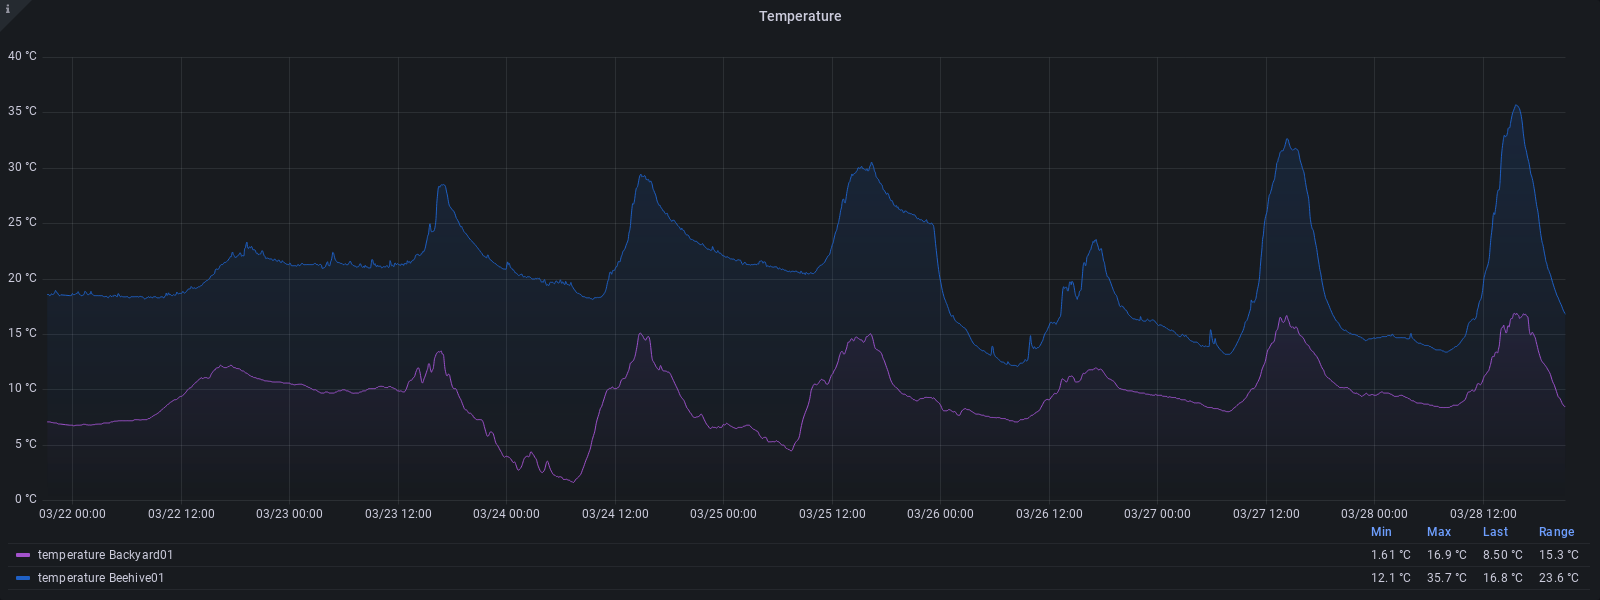 i
Temperature
40 °C
35 °C
30 °C
25 °C
20 °C
15 °C
10 °C
5 °C
0 °C
03/22 00:00 03/22 12:00 03/23 00:00 03/23 12:00 03/24 00:00 03/24 12:00 03/25 00:00 03/25 12:00 03/26 00:00 03/26 12:00 03/27 00:00 03/27 12:00 03/28 00:00 03/28 12:00
Min Max Last Range
temperature Backyard01 1.61 °C 16.9 °C 8.50 °C 15.3 °C
temperature Beehive01 12.1 °C 35.7 °C 16.8 °C 23.6 °C